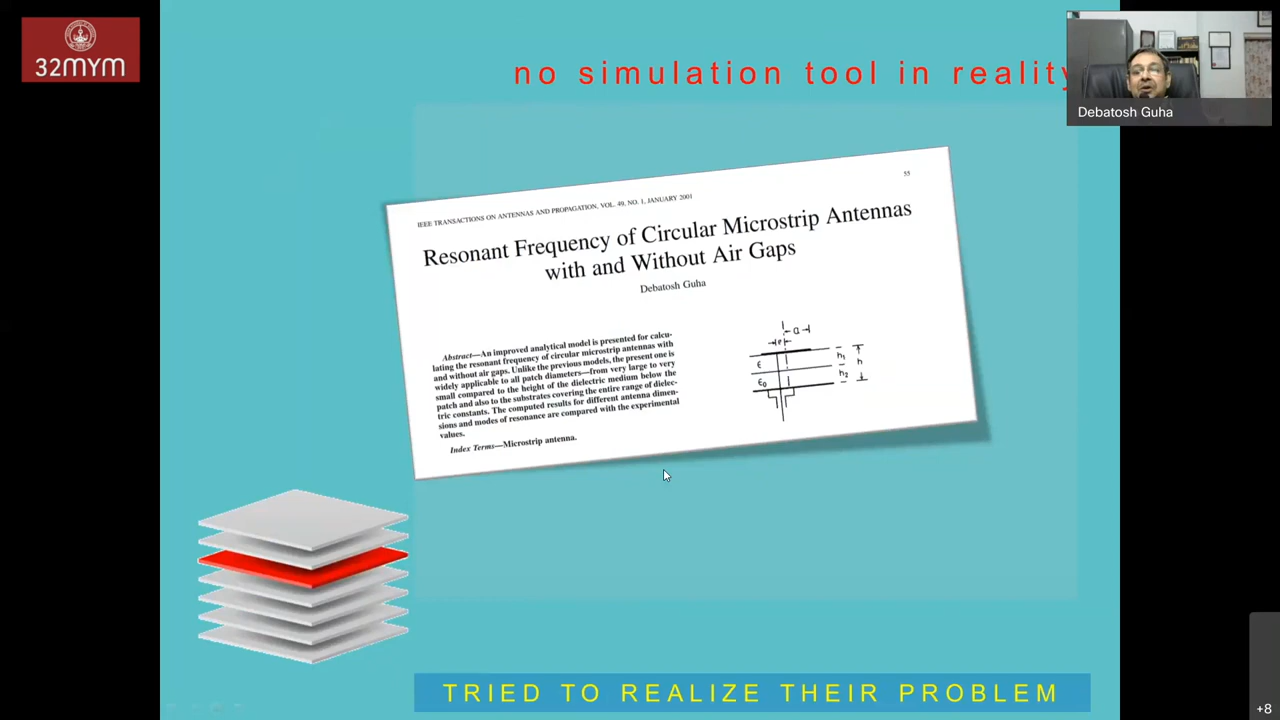 32MYM
no simulation tool in reality
Debatosh Guha
55
IEEE TRANSACTIONS ON ANTENNAS AND PROPAGATION, VOL. 49, NO. 1, JANUARY 2001
Resonant Frequency of Circular Microstrip Antennas
with and Without Air Gaps
Debatosh Guha
Abstract—An improved analytical model is presented for calcu-
lating the resonant frequency of circular microstrip antennas with
and without air gaps. Unlike the previous models, the present one is
widely applicable to all patch diameters—from very large to very
small compared to the height of the dielectric medium below the
patch and also to the substrates covering the entire range of dielec-
tric constants. The computed results for different antenna dimen-
sions and modes of resonance are compared with the experimental
values.
Index Terms—Microstrip antenna.
a
ρ
ε
h₁
h
ε₀
h₂
TRIED TO REALIZE THEIR PROBLEM
+8